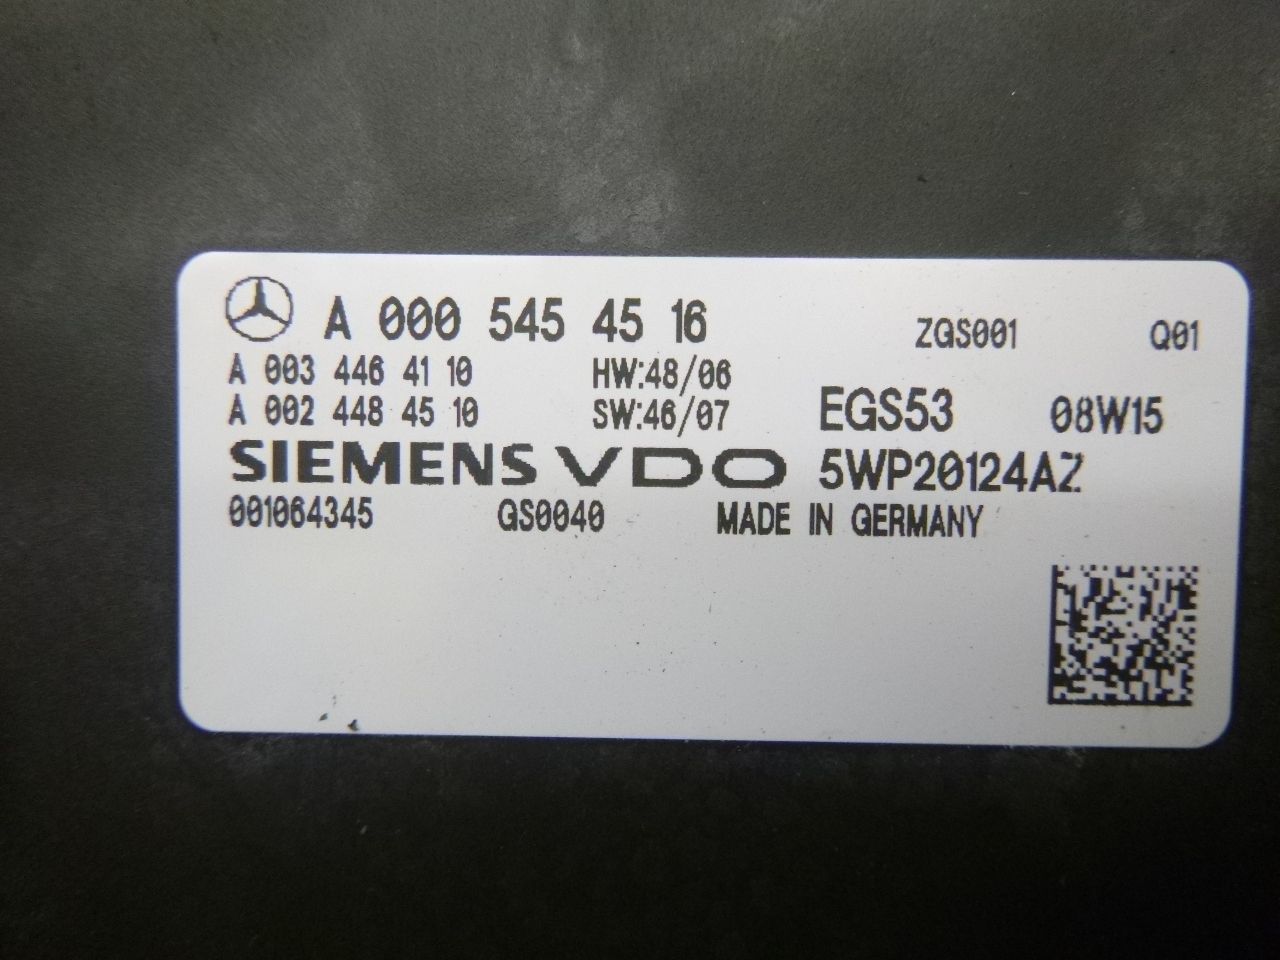 A 000 545 45 16 ZGS001 Q01
A 003 446 41 10 HW:48/06
A 002 448 45 10 SW:46/07 EGS53 08W15
SIEMENS VDO 5WP20124AZ
001064345 GS0040 MADE IN GERMANY